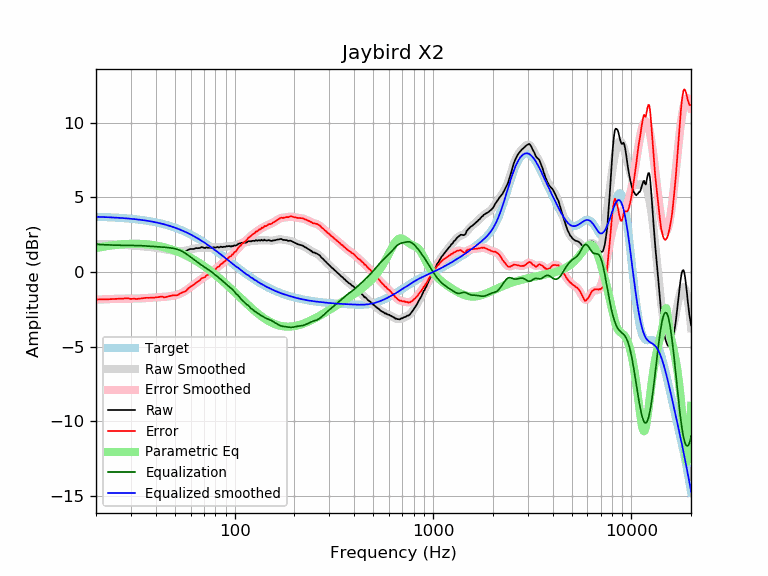 Jaybird X2
Amplitude (dBr)
10
5
0
−5
−10
−15
Target
Raw Smoothed
Error Smoothed
Raw
Error
Parametric Eq
Equalization
Equalized smoothed
100
1000
10000
Frequency (Hz)